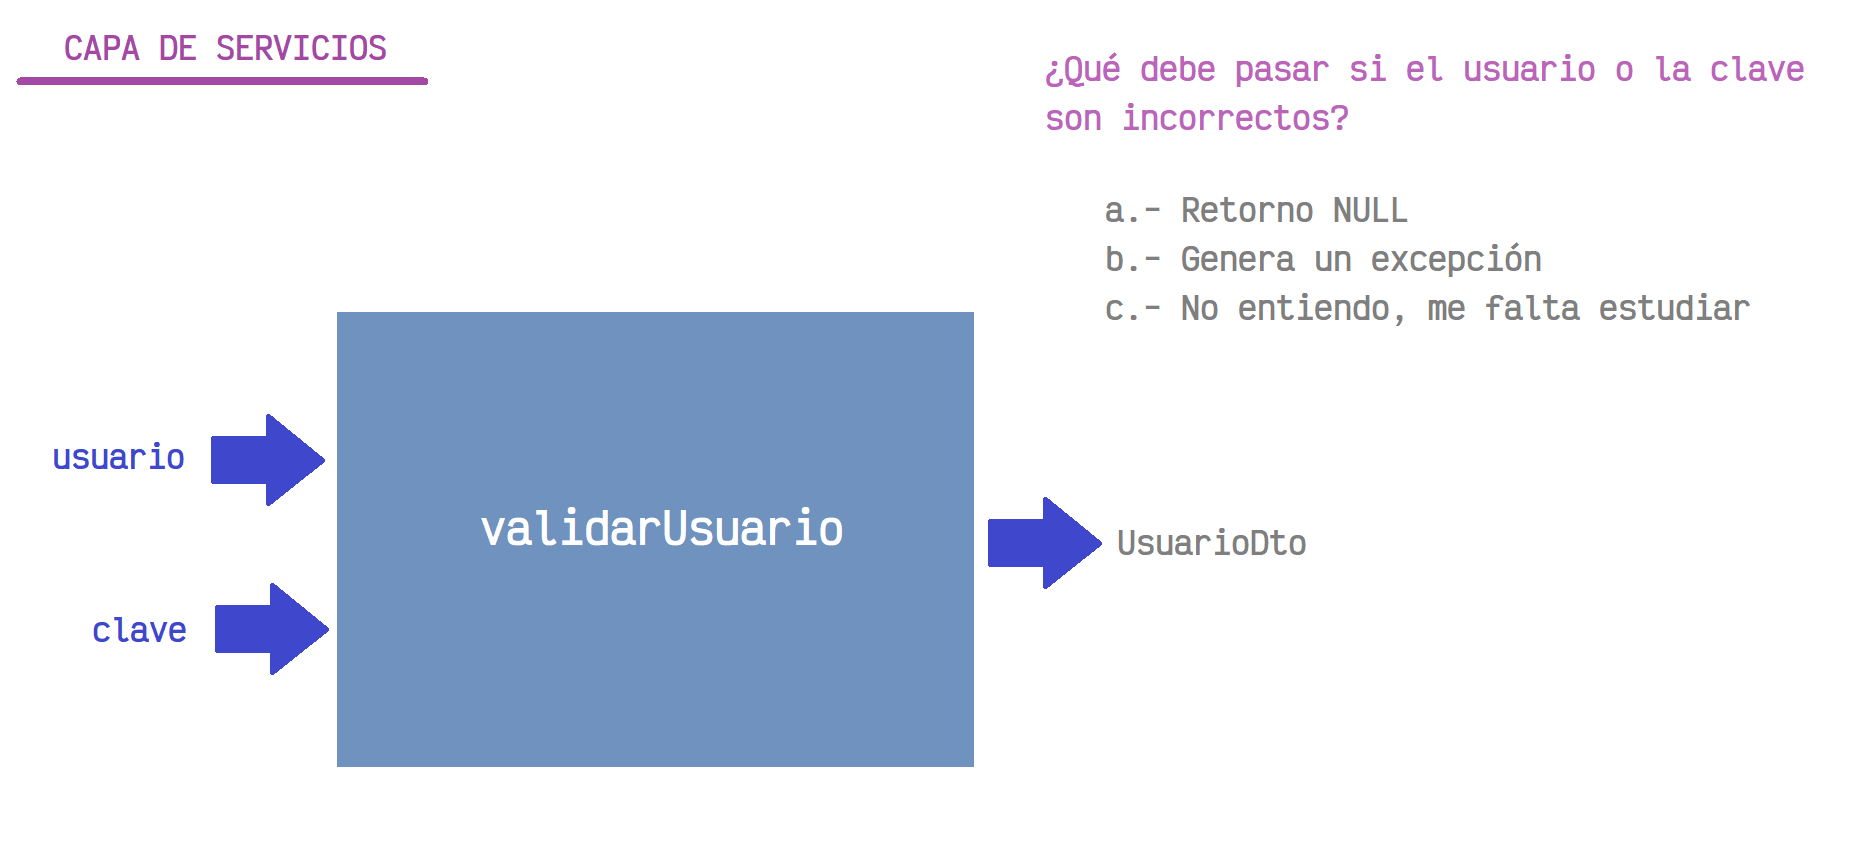 CAPA DE SERVICIOS
¿Qué debe pasar si el usuario o la clave
son incorrectos?
a.- Retorno NULL
b.- Genera un excepción
c.- No entiendo, me falta estudiar
usuario
validarUsuario
UsuarioDto
clave